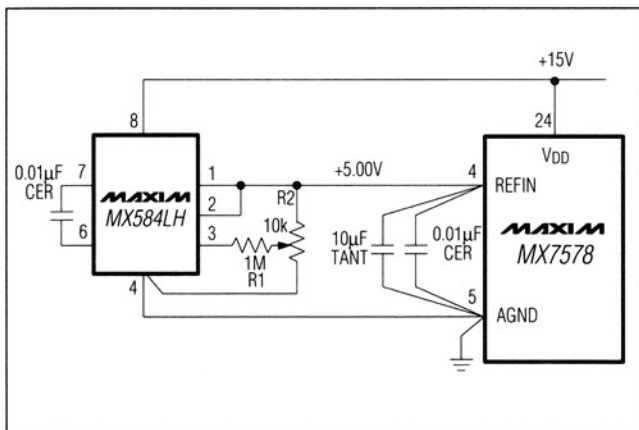 +15V
8
24
0.01µF
CER
7
1
+5.00V
4
VDD
MAXIM
MX584LH
2
R2
REFIN
6
3
10k
1M
R1
10µF
TANT
0.01µF
CER
MAXIM
MX7578
4
5
AGND